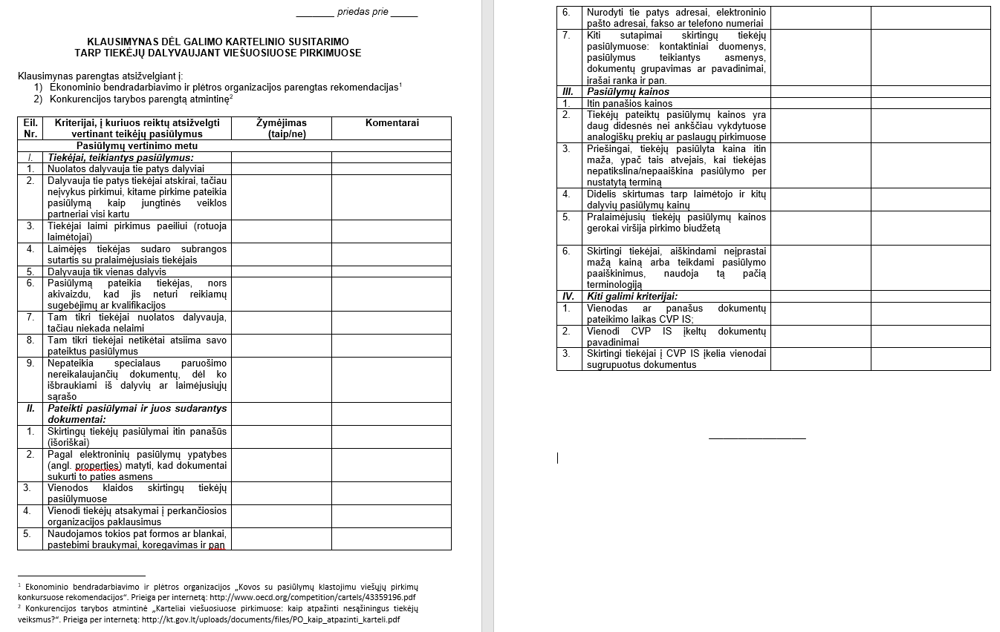 _______ priedas prie _____
KLAUSIMYNAS DĖL GALIMO KARTELINIO SUSITARIMO
TARP TIEKĖJŲ DALYVAUJANT VIEŠUOSIUOSE PIRKIMUOSE
Klausimynas parengtas atsižvelgiant į:
1) Ekonominio bendradarbiavimo ir plėtros organizacijos parengtas rekomendacijas1
2) Konkurencijos tarybos parengtą atmintinę2
Eil. Kriterijai, į kuriuos reiktų atsižvelgti Žymėjimas Komentarai
Nr. vertinant teikėjų pasiūlymus (taip/ne)
Pasiūlymų vertinimo metu
I. Tiekėjai, teikiantys pasiūlymus:
1. Nuolatos dalyvauja tie patys dalyviai
2. Dalyvauja tie patys tiekėjai atskirai, tačiau
neįvykus pirkimui, kitame pirkime pateikia
pasiūlymą kaip jungtinės veiklos
partneriai visi kartu
3. Tiekėjai laimi pirkimus paeiliui (rotuoja
laimėtojai)
4. Laimėjęs tiekėjas sudaro subrangos
sutartis su pralaimėjusiais tiekėjais
5. Dalyvauja tik vienas dalyvis
6. Pasiūlymą pateikia tiekėjas, nors
akivaizdu, kad jis neturi reikiamų
sugebėjimų ar kvalifikacijos
7. Tam tikri tiekėjai nuolatos dalyvauja,
tačiau niekada nelaimi
8. Tam tikri tiekėjai netikėtai atsiima savo
pateiktus pasiūlymus
9. Nepateikia specialaus paruošimo
nereikalaujančių dokumentų, dėl ko
išbraukiami iš dalyvių ar laimėjusiųjų
sąrašo
II. Pateikti pasiūlymai ir juos sudarantys
dokumentai:
1. Skirtingų tiekėjų pasiūlymai itin panašūs
(išoriškai)
2. Pagal elektroninių pasiūlymų ypatybes
(angl. properties) matyti, kad dokumentai
sukurti to paties asmens
3. Vienodos klaidos skirtingų tiekėjų
pasiūlymuose
4. Vienodi tiekėjų atsakymai į perkančiosios
organizacijos paklausimus
5. Naudojamos tokios pat formos ar blankai,
pastebimi braukymai, koregavimas ir pan
1 Ekonominio bendradarbiavimo ir plėtros organizacijos „Kovos su pasiūlymų klastojimu viešųjų pirkimų
konkursuose rekomendacijos“. Prieiga per internetą: http://www.oecd.org/competition/cartels/43359196.pdf
2 Konkurencijos tarybos atmintinė „Karteliai viešuosiuose pirkimuose: kaip atpažinti nesąžiningus tiekėjų
veiksmus?“. Prieiga per internetą: http://kt.gov.lt/uploads/documents/files/PO_kaip_atpazinti_karteli.pdf
6. Nurodyti tie patys adresai, elektroninio
pašto adresai, fakso ar telefono numeriai
7. Kiti sutapimai skirtingų tiekėjų
pasiūlymuose: kontaktiniai duomenys,
pasiūlymus teikiantys asmenys,
dokumentų grupavimas ar pavadinimai,
įrašai ranka ir pan.
III. Pasiūlymų kainos
1. Itin panašios kainos
2. Tiekėjų pateiktų pasiūlymų kainos yra
daug didesnės nei anksčiau vykdytuose
analogiškų prekių ar paslaugų pirkimuose
3. Priešingai, tiekėjų pasiūlyta kaina itin
maža, ypač tais atvejais, kai tiekėjas
nepatikslina/nepaaiškina pasiūlymo per
nustatytą terminą
4. Didelis skirtumas tarp laimėtojo ir kitų
dalyvių pasiūlymų kainų
5. Pralaimėjusių tiekėjų pasiūlymų kainos
gerokai viršija pirkimo biudžetą
6. Skirtingi tiekėjai, aiškindami neįprastai
mažą kainą arba teikdami pasiūlymo
paaiškinimus, naudoja tą pačią
terminologiją
IV. Kiti galimi kriterijai:
1. Vienodas ar panašus dokumentų
pateikimo laikas CVP IS;
2. Vienodi CVP IS įkeltų dokumentų
pavadinimai
3. Skirtingi tiekėjai į CVP IS įkelia vienodai
sugrupuotus dokumentus